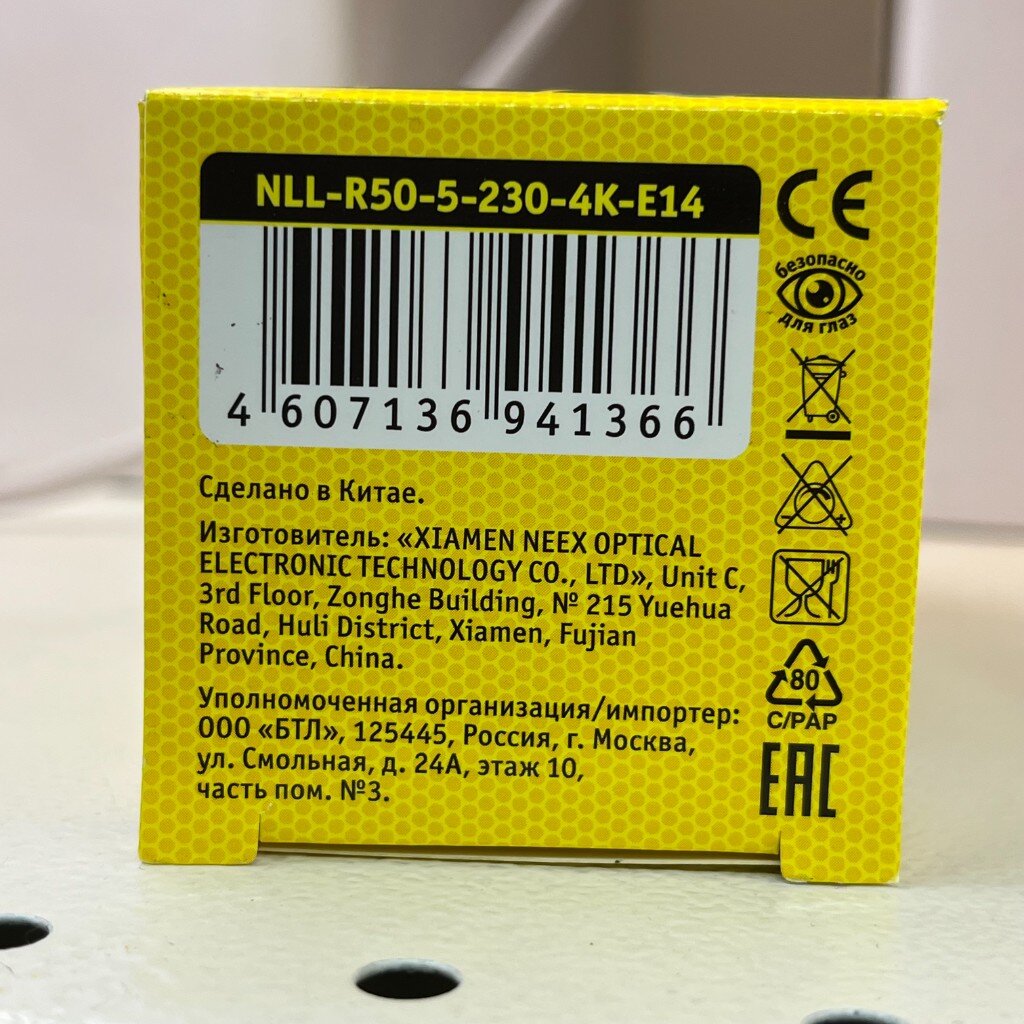 NLL-R50-5-230-4K-E14
CE
безопасно
для глаз
4 607136 941366
Сделано в Китае.
Изготовитель: «XIAMEN NEEX OPTICAL
ELECTRONIC TECHNOLOGY CO., LTD», Unit C,
3rd Floor, Zonghe Building, № 215 Yuehua
Road, Huli District, Xiamen, Fujian
Province, China.
Уполномоченная организация/импортер:
ООО «БТЛ», 125445, Россия, г. Москва,
ул. Смольная, д. 24А, этаж 10,
часть пом. №3.
80
C/PAP
EAC